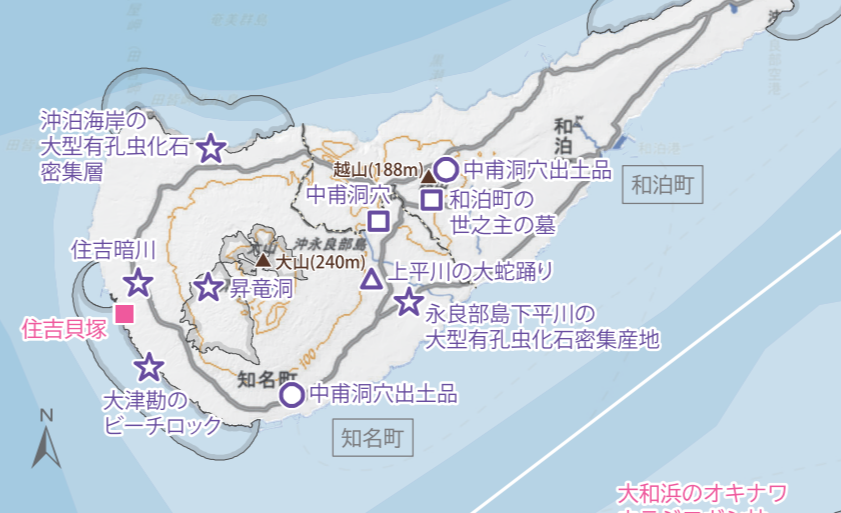 沖泊海岸の
大型有孔虫化石
密集層
越山(188m)
中甫洞穴出土品
和泊
和泊町
中甫洞穴
和泊町の
世之主の墓
住吉暗川
大山
沖永良部島
大山(240m)
上平川の大蛇踊り
昇竜洞
永良部島下平川の
大型有孔虫化石密集産地
住吉貝塚
100
知名町
中甫洞穴出土品
大津勘の
ビーチロック
知名町
N
大和浜のオキナワ